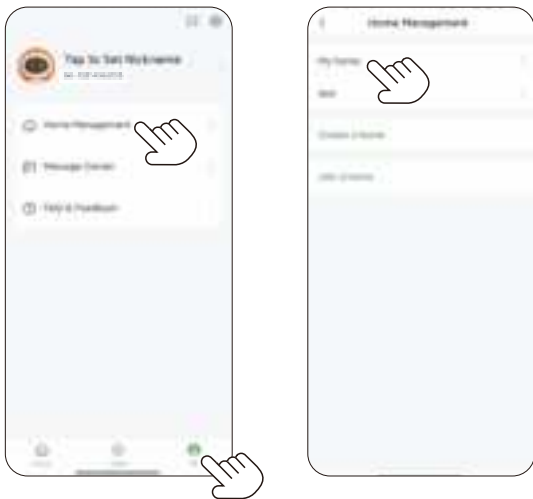 Tap to Set Nickname
Home Management
Message Center
FAQ & Feedback
Home Management
My home
Create a home
Join a home